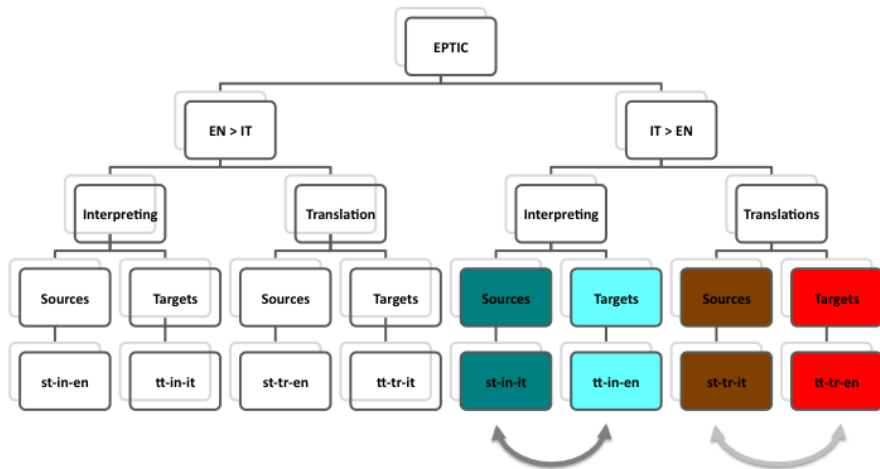 EPTIC
EN > IT
IT > EN
Interpreting
Translation
Interpreting
Translations
Sources
Targets
Sources
Targets
Sources
Targets
Sources
Targets
st-in-en
tt-in-it
st-tr-en
tt-tr-it
st-in-it
tt-in-en
st-tr-it
tt-tr-en